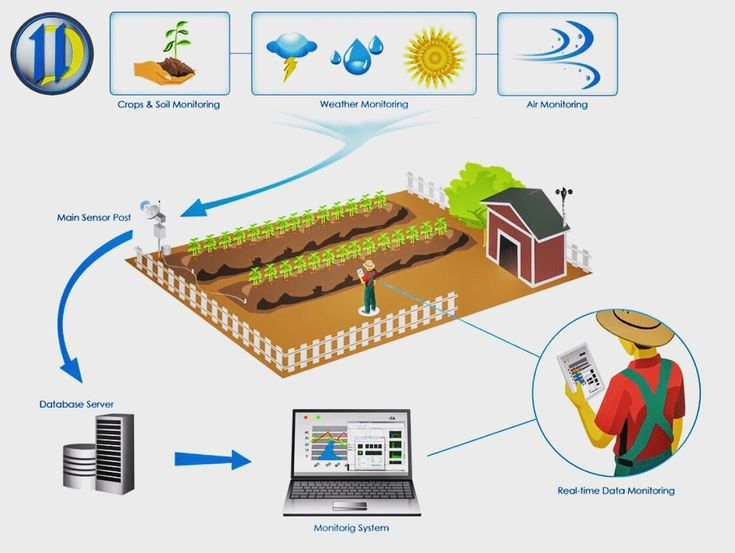 Crops & Soil Monitoring
Weather Monitoring
Air Monitoring
Main Sensor Post
Database Server
Real-time Data Monitoring
Monitorig System